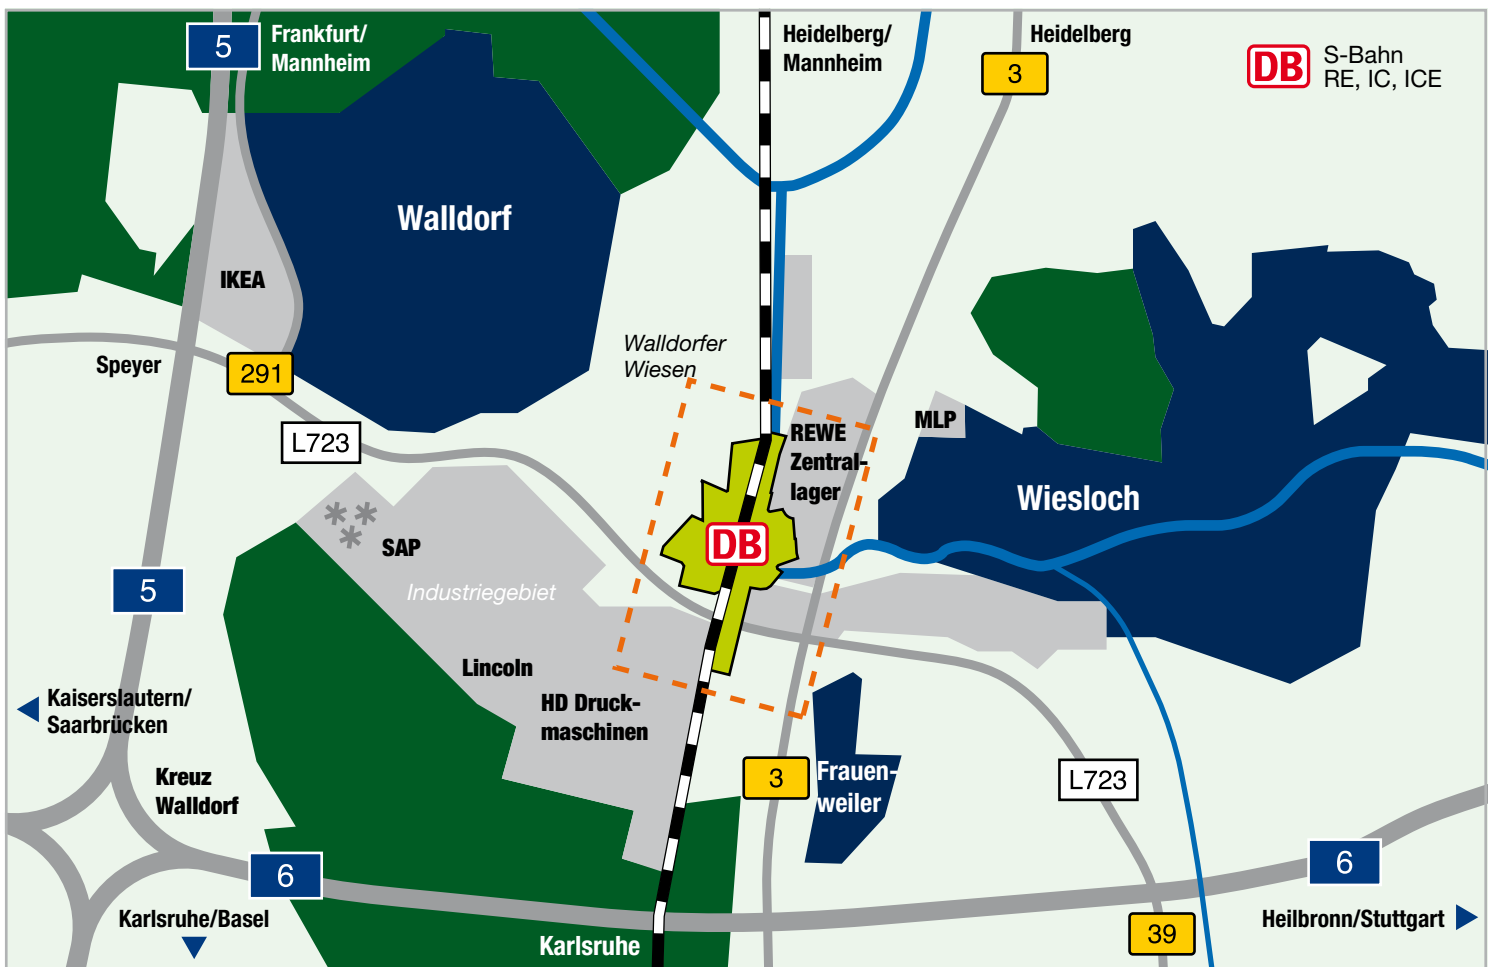 5
Frankfurt/
Mannheim
Heidelberg/
Mannheim
Heidelberg
3
DB
S-Bahn
RE, IC, ICE
Walldorf
IKEA
Walldorfer
Wiesen
Speyer
291
L723
REWE
Zentral-
lager
MLP
Wiesloch
SAP
DB
Industriegebiet
5
Lincoln
HD Druck-
maschinen
Kaiserslautern/
Saarbrücken
Kreuz
Walldorf
3
Frauen-
weiler
L723
6
6
Karlsruhe/Basel
Karlsruhe
39
Heilbronn/Stuttgart